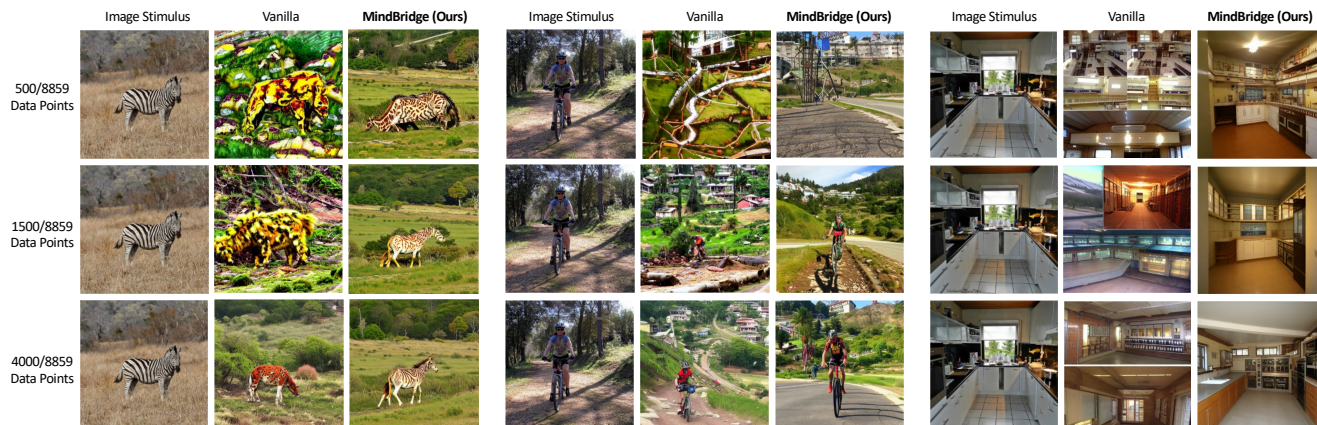 Image Stimulus Vanilla MindBridge (Ours) Image Stimulus Vanilla MindBridge (Ours) Image Stimulus Vanilla MindBridge (Ours)
500/8859
Data Points
1500/8859
Data Points
4000/8859
Data Points